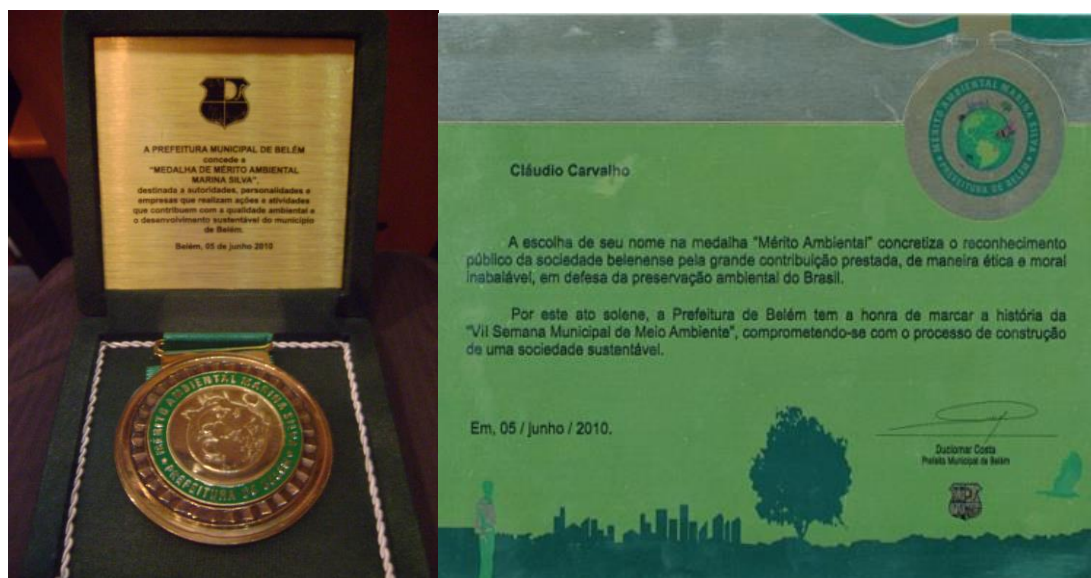 A PREFEITURA MUNICIPAL DE BELÉM
concede a
"MEDALHA DE MÉRITO AMBIENTAL
MARINA SILVA",
destinada a autoridades, personalidades e
empresas que realizam ações e atividades
que contribuem com a qualidade ambiental e
o desenvolvimento sustentável do município
de Belém.
Belém, 05 de junho 2010
MÉRITO AMBIENTAL MARINA SILVA
PREFEITURA DE BELÉM
MÉRITO AMBIENTAL MARINA SILVA
PREFEITURA DE BELÉM
Cláudio Carvalho
A escolha de seu nome na medalha "Mérito Ambiental" concretiza o reconhecimento
público da sociedade belenense pela grande contribuição prestada, de maneira ética e moral
inabalável, em defesa da preservação ambiental do Brasil.
Por este ato solene, a Prefeitura de Belém tem a honra de marcar a história da
"VII Semana Municipal de Meio Ambiente", comprometendo-se com o processo de construção
de uma sociedade sustentável.
Em, 05 / junho / 2010.
Duciomar Costa
Prefeito Municipal de Belém